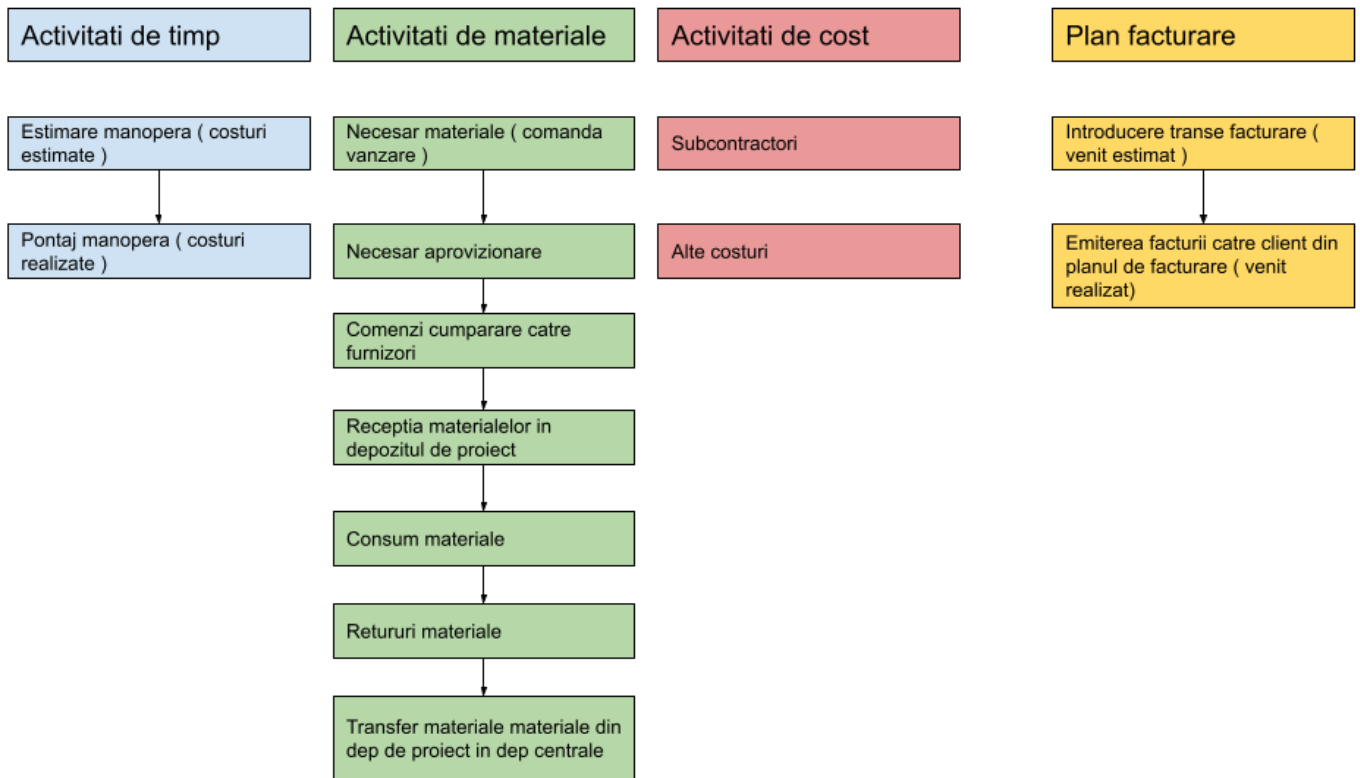 Activitati de timp
Activitati de materiale
Activitati de cost
Plan facturare
Estimare manopera ( costuri
estimate )
Necesar materiale ( comanda
vanzare )
Subcontractori
Introducere transe facturare (
venit estimat )
Pontaj manopera ( costuri
realizate )
Necesar aprovizionare
Alte costuri
Emiterea facturii catre client din
planul de facturare ( venit
realizat)
Comenzi cumparare catre
furnizori
Receptia materialelor in
depozitul de proiect
Consum materiale
Retururi materiale
Transfer materiale materiale din
dep de proiect in dep centrale